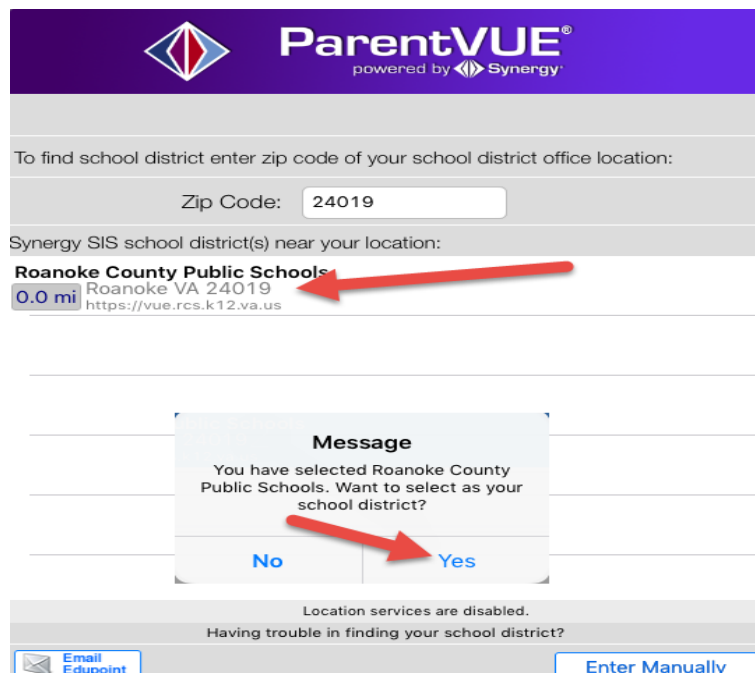 ParentVUE®
powered by Synergy
To find school district enter zip code of your school district office location:
Zip Code: 24019
Synergy SIS school district(s) near your location:
Roanoke County Public Schools
0.0 mi Roanoke VA 24019
https://vue.rcs.k12.va.us
Message
You have selected Roanoke County
Public Schools. Want to select as your
school district?
No Yes
Location services are disabled.
Having trouble in finding your school district?
Email
Edupoint
Enter Manually